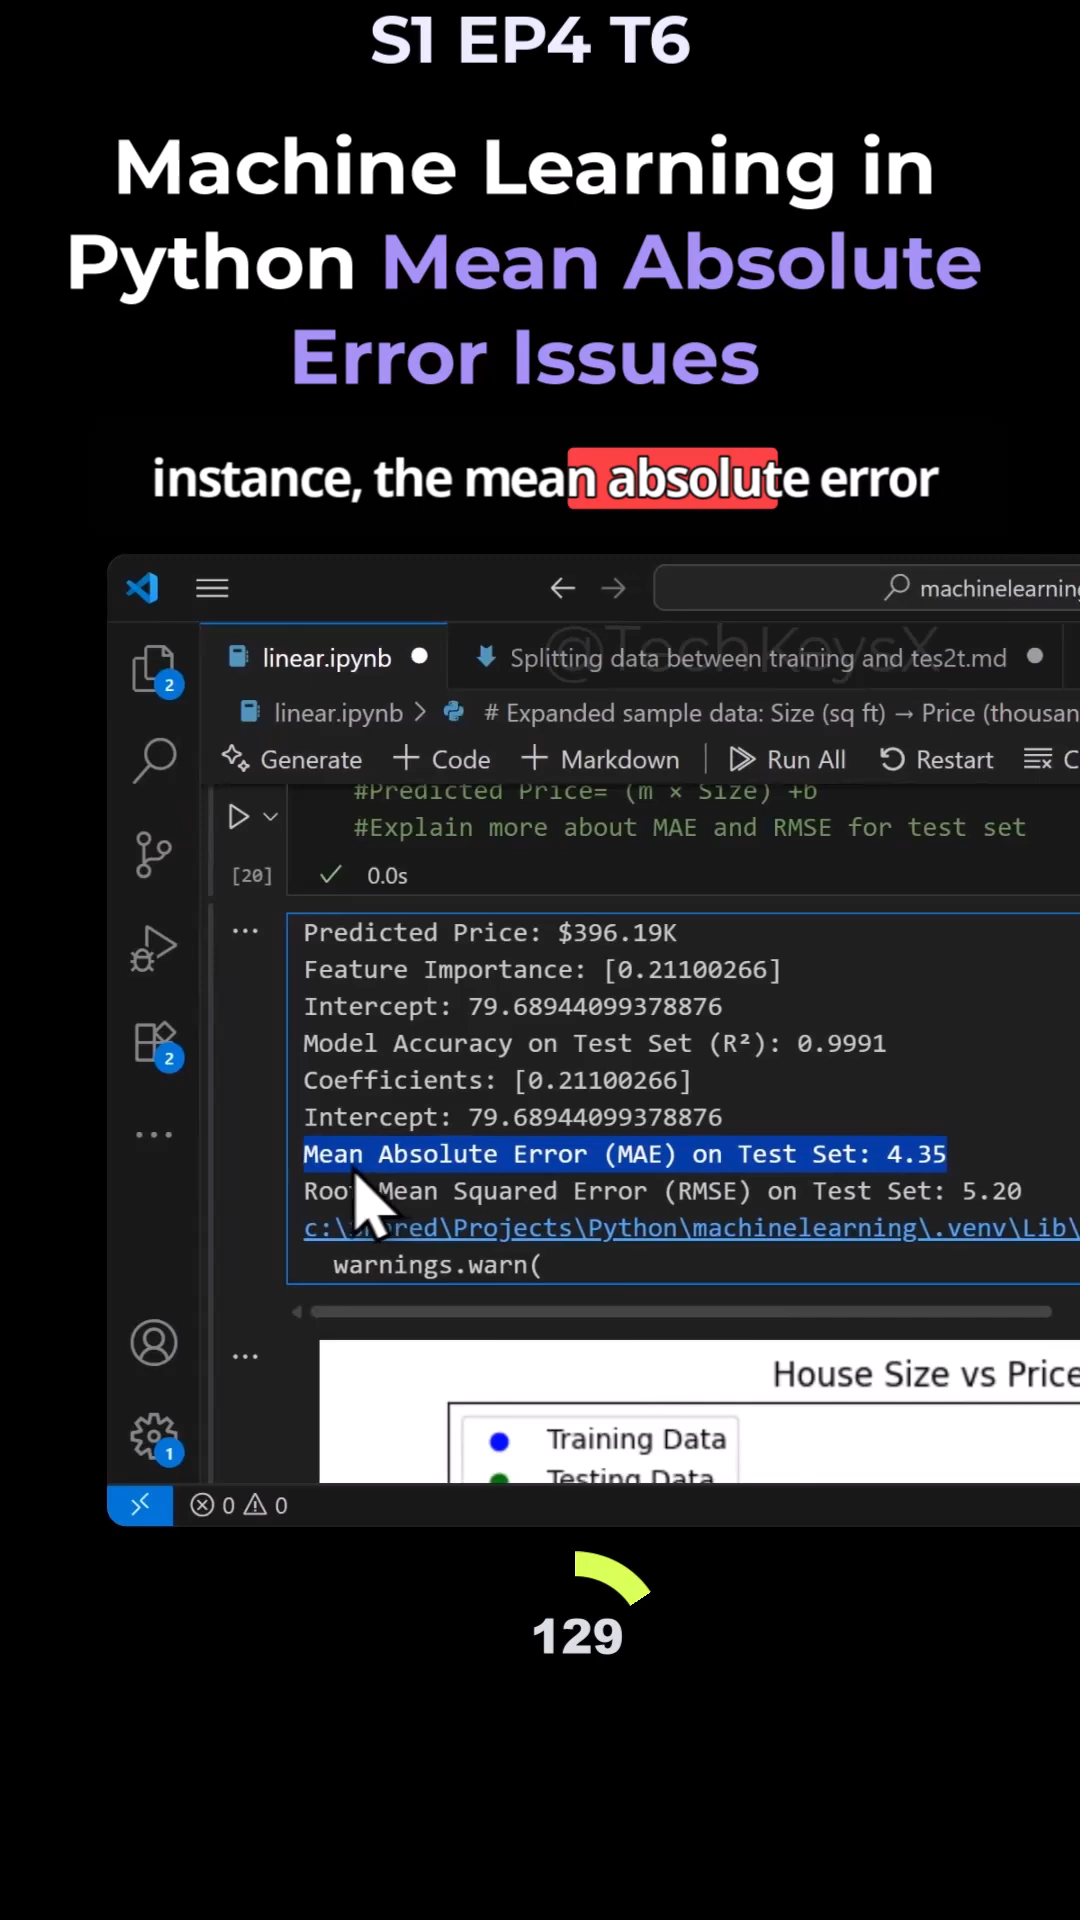 S1 EP4 T6
Machine Learning in
Python Mean Absolute
Error Issues
instance, the mean absolute error
machinelearning
@TechKeysX
linear.ipynb
Splitting data between training and tes2t.md
2
linear.ipynb > # Expanded sample data: Size (sq ft) → Price (thousan
Generate + Code + Markdown Run All Restart C
#Predicted Price= (m × Size) +b
#Explain more about MAE and RMSE for test set
[20] 0.0s
Predicted Price: $396.19K
Feature Importance: [0.21100266]
Intercept: 79.68944099378876
Model Accuracy on Test Set (R²): 0.9991
2
Coefficients: [0.21100266]
Intercept: 79.68944099378876
Mean Absolute Error (MAE) on Test Set: 4.35
Root Mean Squared Error (RMSE) on Test Set: 5.20
\Projects\Python\machinelearning\.venv\Lib\
warnings.warn(
House Size vs Price
Training Data
Testing Data
1
0 0
129